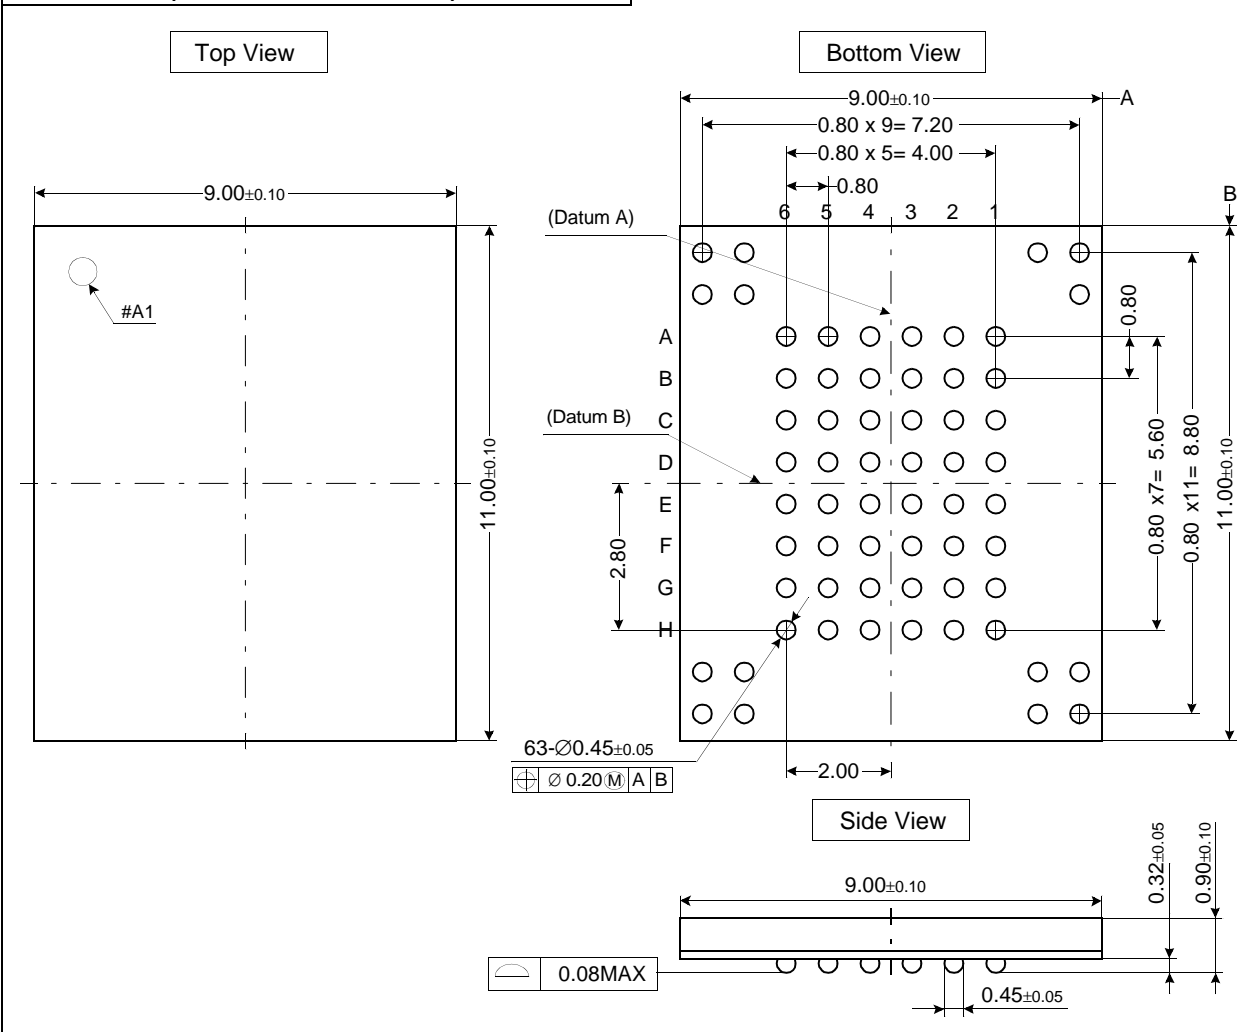 Top View
Bottom View
9.00±0.10
A
0.80 x 9= 7.20
0.80 x 5= 4.00
0.80
9.00±0.10
6 5 4 3 2 1
B
(Datum A)
#A1
0.80
A
B
C
D
E
F
G
H
(Datum B)
11.00±0.10
2.80
0.80 x7= 5.60
0.80 x11= 8.80
11.00±0.10
63-∅0.45±0.05
∅ 0.20 Ⓜ A B
2.00
Side View
9.00±0.10
0.32±0.05
0.90±0.10
0.08MAX
0.45±0.05